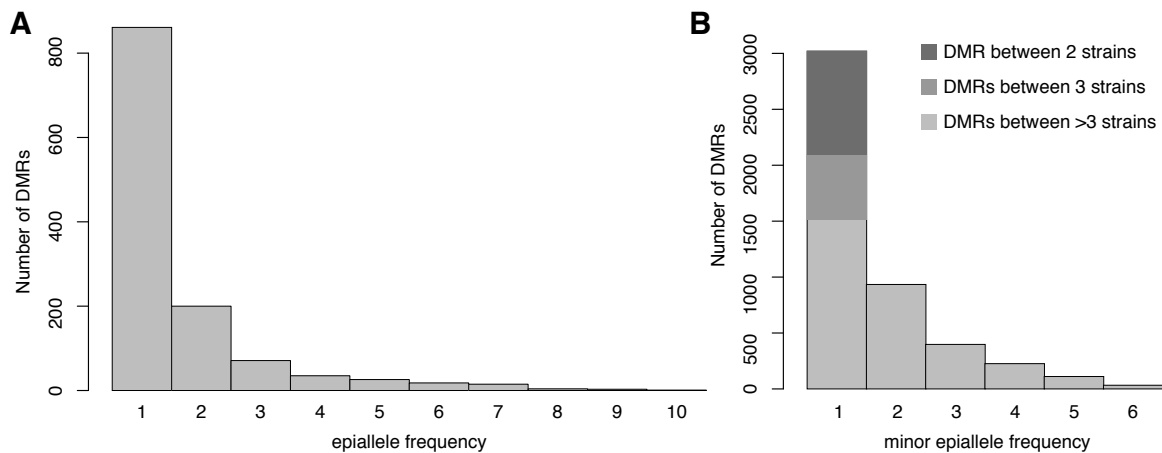 A
Number of DMRs
800
600
400
200
0
1 2 3 4 5 6 7 8 9 10
epiallele frequency
B
Number of DMRs
3000
2500
2000
1500
1000
500
0
DMR between 2 strains
DMRs between 3 strains
DMRs between >3 strains
1 2 3 4 5 6
minor epiallele frequency